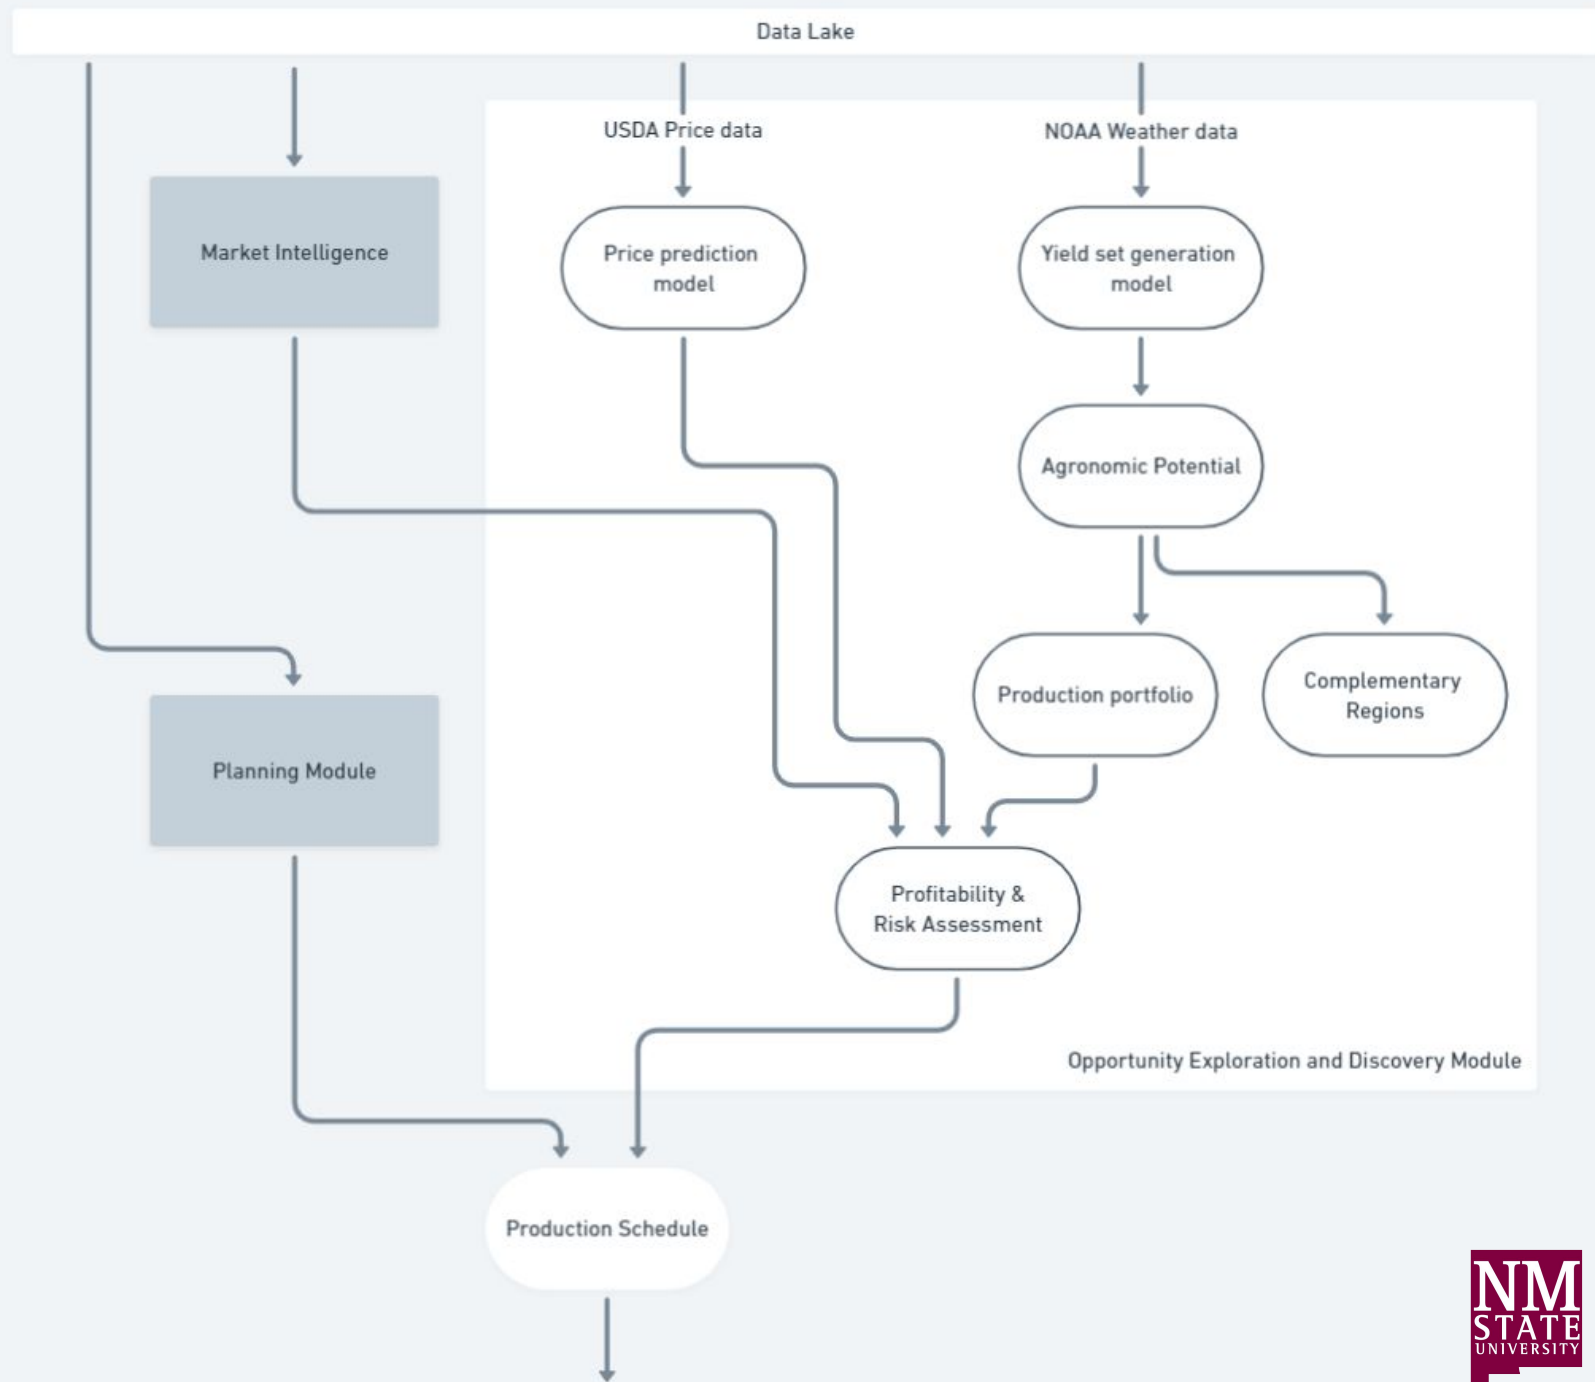 Data Lake
USDA Price data
NOAA Weather data
Market Intelligence
Price prediction
model
Yield set generation
model
Agronomic Potential
Production portfolio
Complementary
Regions
Planning Module
Profitability &
Risk Assessment
Opportunity Exploration and Discovery Module
Production Schedule
NM
STATE
UNIVERSITY